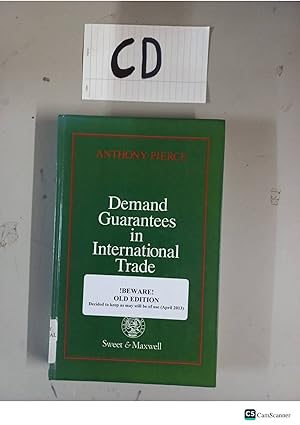 CD
ANTHONY PIERCE
Demand
Guarantees
in
International
Trade
!BEWARE!
OLD EDITION
Decided to keep as may still be of use (April 2013)
Sweet & Maxwell
CS CamScanner